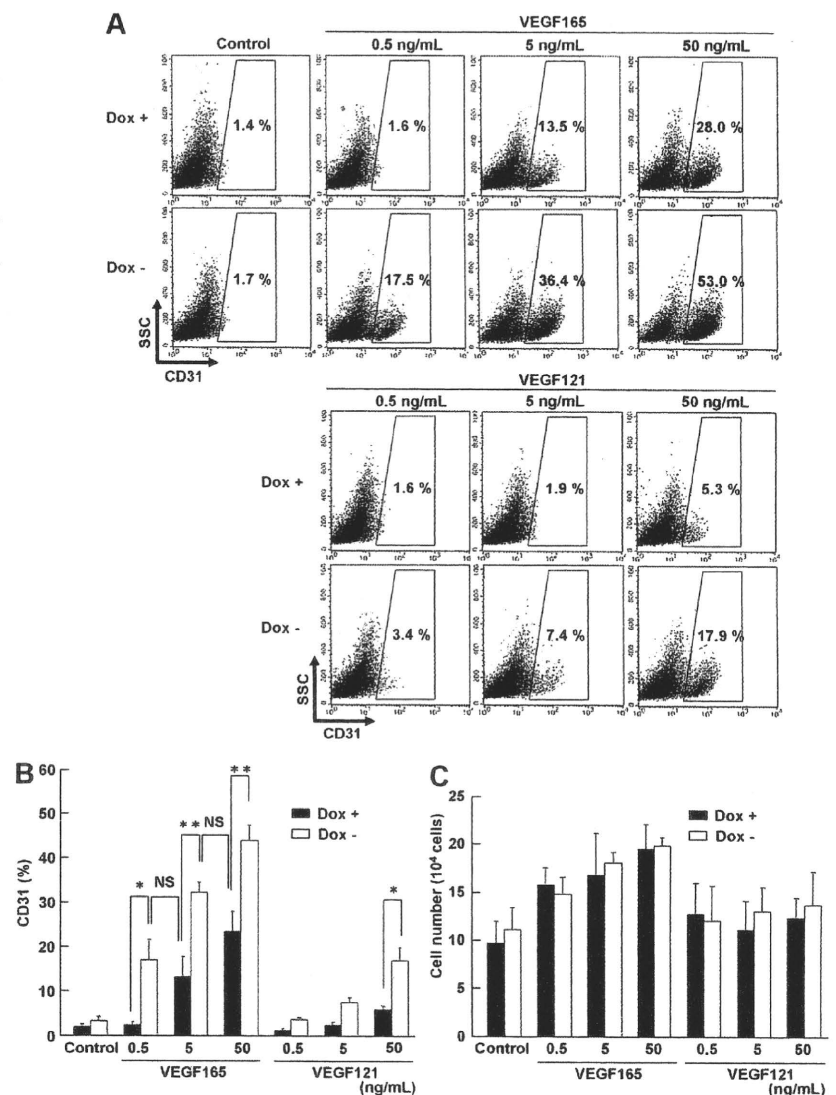 A
VEGF165
Control
0.5 ng/mL
5 ng/mL
50 ng/mL
Dox +
1.4 %
1.6 %
13.5 %
28.0 %
Dox -
1.7 %
17.5 %
36.4 %
53.0 %
SSC
CD31
VEGF121
0.5 ng/mL
5 ng/mL
50 ng/mL
Dox +
1.6 %
1.9 %
5.3 %
Dox -
3.4 %
7.4 %
17.9 %
SSC
CD31
B
CD31 (%)
60
50
40
30
20
10
0
* NS ** NS ** *
Dox +
Dox -
Control 0.5 5 50 0.5 5 50
VEGF165 VEGF121
(ng/mL)
C
Cell number (10⁴ cells)
25
20
15
10
5
0
Dox +
Dox -
Control 0.5 5 50 0.5 5 50
VEGF165 VEGF121
(ng/mL)